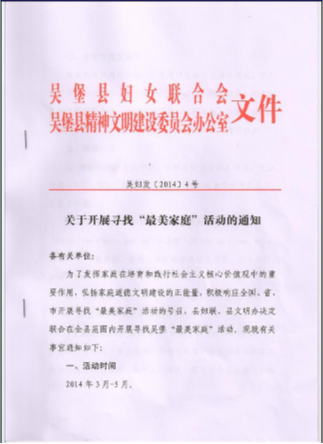 吴堡县妇女联合会
吴堡县精神文明建设委员会办公室 文件
吴妇发〔2014〕4号
关于开展寻找“最美家庭”活动的通知
各有关单位：
为了发挥家庭在培育和践行社会主义核心价值观中的重
要作用，弘扬家庭道德文明建设的正能量，积极响应全国、省、
市开展寻找“最美家庭”活动的号召，县妇联、县文明办决定
联合在全县范围内开展寻找吴堡“最美家庭”活动，现就有关
事宜通知如下：
一、活动时间
2014年3月-5月。